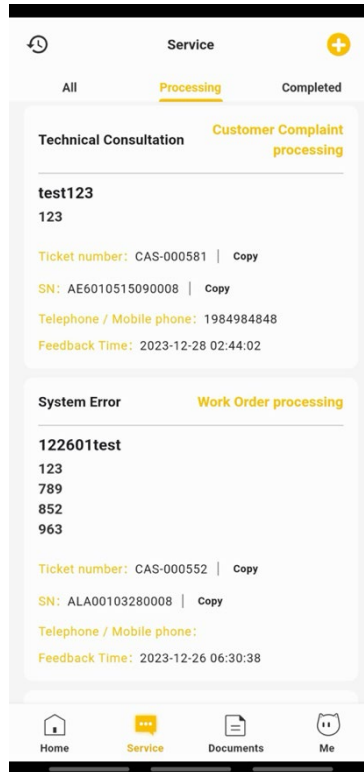 Service
All
Processing
Completed
Technical Consultation
Customer Complaint
processing
test123
123
Ticket number: CAS-000581 | Copy
SN: AE6010515090008 | Copy
Telephone / Mobile phone: 1984984848
Feedback Time: 2023-12-28 02:44:02
System Error
Work Order processing
122601test
123
789
852
963
Ticket number: CAS-000552 | Copy
SN: ALA00103280008 | Copy
Telephone / Mobile phone:
Feedback Time: 2023-12-26 06:30:38
Home
Service
Documents
Me